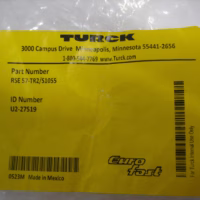 TURCK
3000 Campus Drive Minneapolis, Minnesota 55441-2656
www.Turck.com
Part Number
RSE 57-TR2/S1055
ID Number
U2-27519
Euro
fast
Made in Mexico